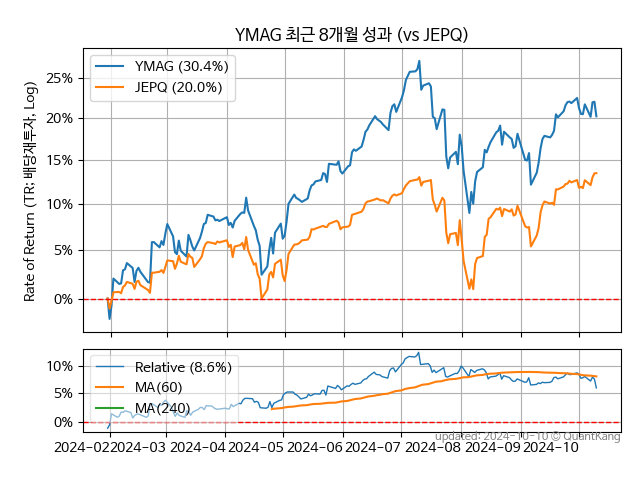 YMAG 최근 8개월 성과 (vs JEPQ)
Rate of Return (TR: 배당재투자, Log)
25%
20%
15%
10%
5%
0%
YMAG (30.4%)
JEPQ (20.0%)
10%
5%
0%
Relative (8.6%)
MA(60)
MA(240)
2024-02
2024-03
2024-04
2024-05
2024-06
2024-07
2024-08
2024-09
2024-10
updated: 2024-10-10 © QuantKang